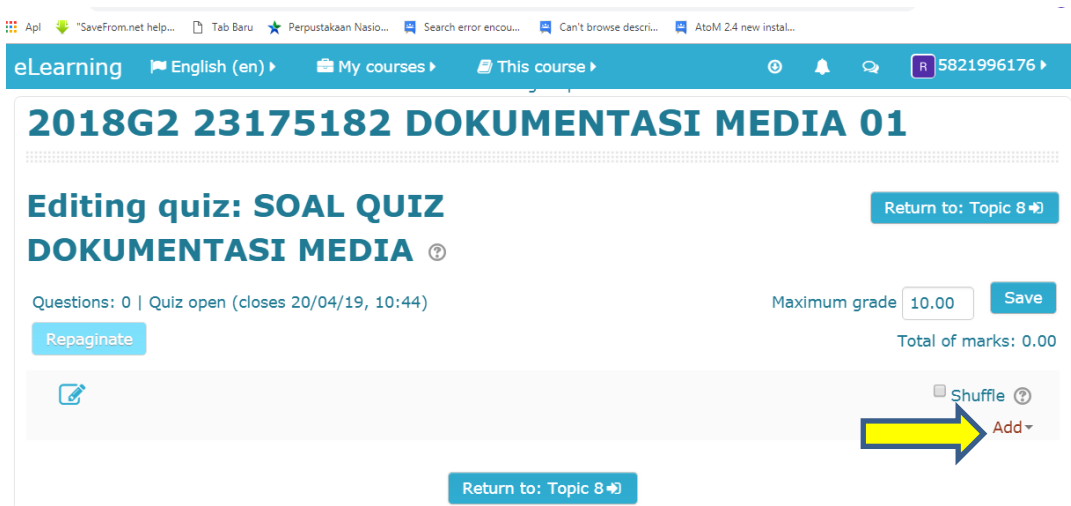 Apl "SaveFrom.net help... Tab Baru Perpustakaan Nasio... Search error encou... Can't browse descri... AtoM 2.4 new instal...
eLearning English (en) My courses This course R 5821996176
2018G2 23175182 DOKUMENTASI MEDIA 01
Editing quiz: SOAL QUIZ
DOKUMENTASI MEDIA ?
Return to: Topic 8
Questions: 0 | Quiz open (closes 20/04/19, 10:44)
Maximum grade 10.00 Save
Repaginate
Total of marks: 0.00
Shuffle ?
Add
Return to: Topic 8